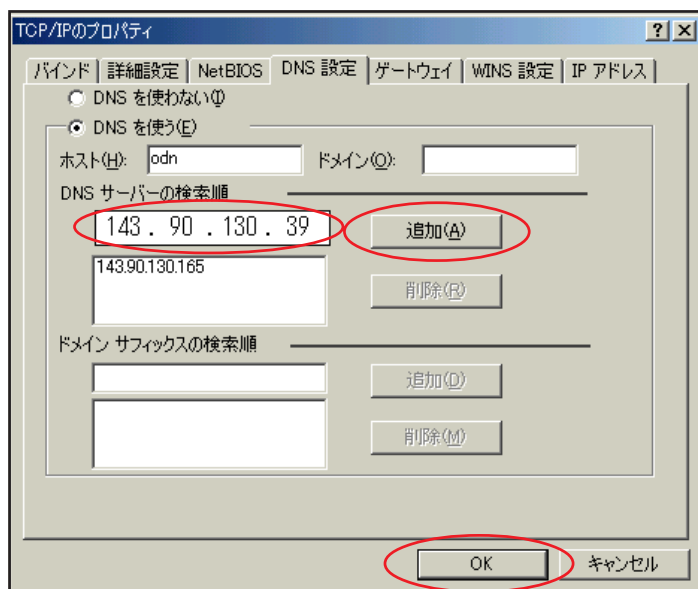 TCP/IPのプロパティ
バインド 詳細設定 NetBIOS DNS 設定 ゲートウェイ WINS 設定 IP アドレス
DNS を使わない(I)
DNS を使う(E)
ホスト(H): odn ドメイン(O):
DNS サーバーの検索順
143 . 90 . 130 . 39 追加(A)
143.90.130.165
削除(R)
ドメイン サフィックスの検索順
追加(D)
削除(M)
OK キャンセル